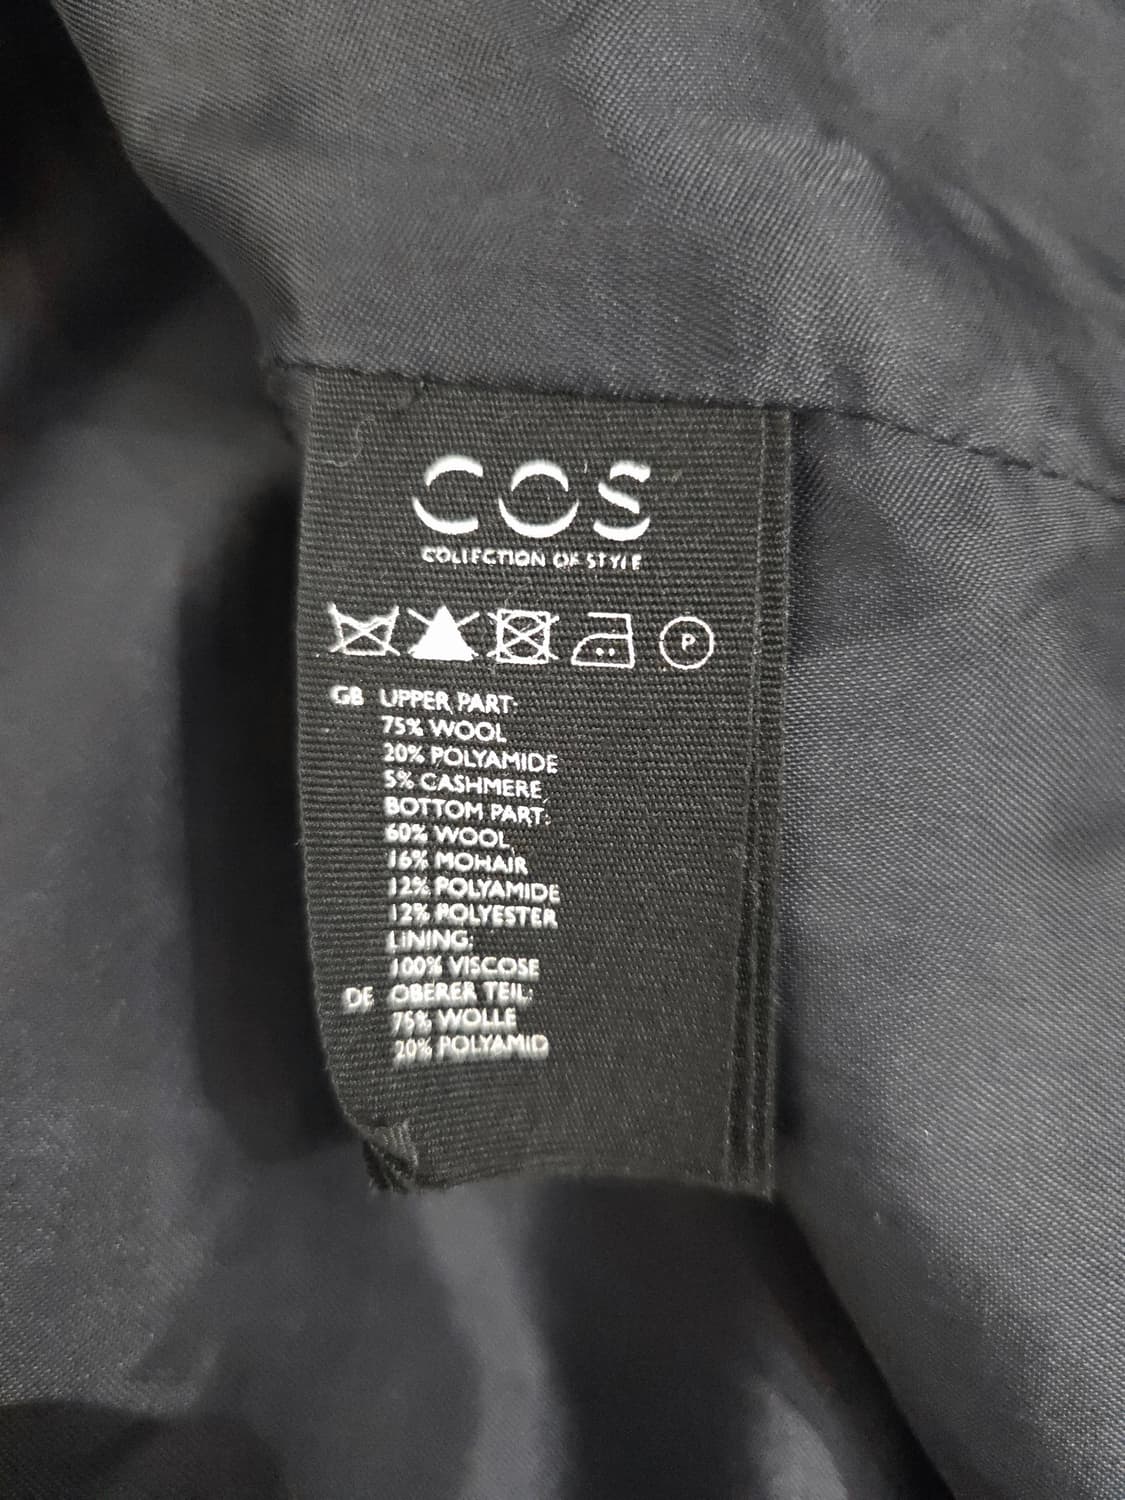 COS
COLLECTION OF STYLE
P
GB UPPER PART:
75% WOOL
20% POLYAMIDE
5% CASHMERE
BOTTOM PART:
60% WOOL
16% MOHAIR
12% POLYAMIDE
12% POLYESTER
LINING:
100% VISCOSE
DE OBERER TEIL:
75% WOLLE
20% POLYAMID